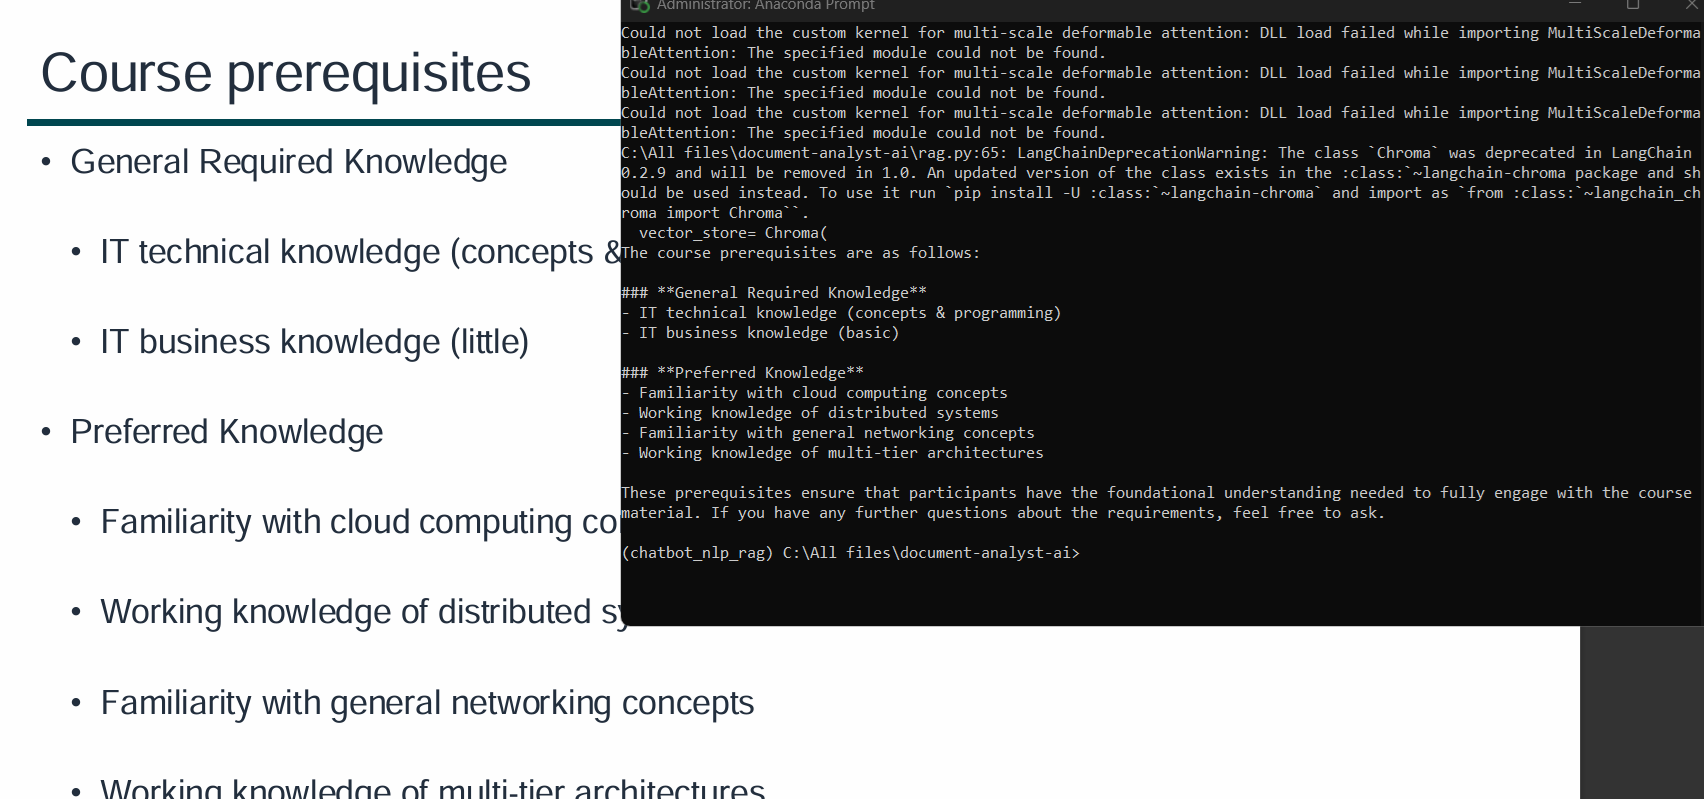 Course prerequisites
• General Required Knowledge
• IT technical knowledge (concepts &
• IT business knowledge (little)
• Preferred Knowledge
• Familiarity with cloud computing
• Working knowledge of distributed
• Familiarity with general networking concepts
• Working knowledge of multi-tier architectures
Administrator: Anaconda Prompt
Could not load the custom kernel for multi-scale deformable attention: DLL load failed while importing MultiScaleDeforma
bleAttention: The specified module could not be found.
Could not load the custom kernel for multi-scale deformable attention: DLL load failed while importing MultiScaleDeforma
bleAttention: The specified module could not be found.
Could not load the custom kernel for multi-scale deformable attention: DLL load failed while importing MultiScaleDeforma
bleAttention: The specified module could not be found.
C:\All files\document-analyst-ai\rag.py:65: LangChainDeprecationWarning: The class `Chroma` was deprecated in LangChain
0.2.9 and will be removed in 1.0. An updated version of the class exists in the :class:`~langchain-chroma package and sh
ould be used instead. To use it run `pip install -U :class:`~langchain-chroma` and import as `from :class:`~langchain_ch
roma import Chroma``.
vector_store= Chroma(
The course prerequisites are as follows:
### **General Required Knowledge**
- IT technical knowledge (concepts & programming)
- IT business knowledge (basic)
### **Preferred Knowledge**
- Familiarity with cloud computing concepts
- Working knowledge of distributed systems
- Familiarity with general networking concepts
- Working knowledge of multi-tier architectures
These prerequisites ensure that participants have the foundational understanding needed to fully engage with the course
material. If you have any further questions about the requirements, feel free to ask.
(chatbot_nlp_rag) C:\All files\document-analyst-ai>